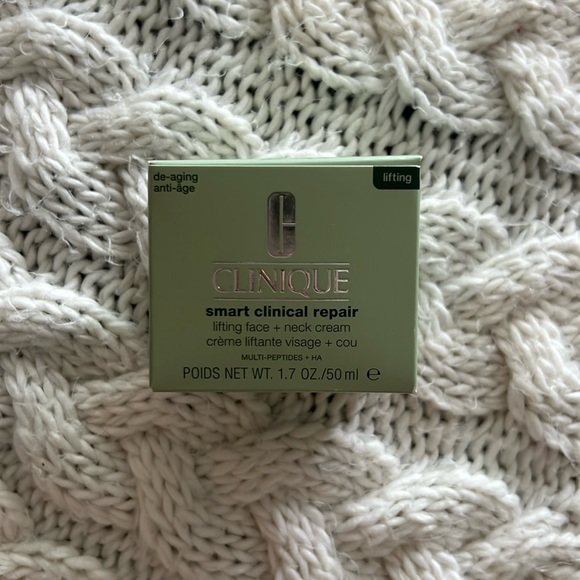 de-aging
anti-âge
lifting
CLINIQUE
smart clinical repair
lifting face + neck cream
crème liftante visage + cou
MULTI-PEPTIDES + HA
POIDS NET WT. 1.7 OZ./50 ml ℮